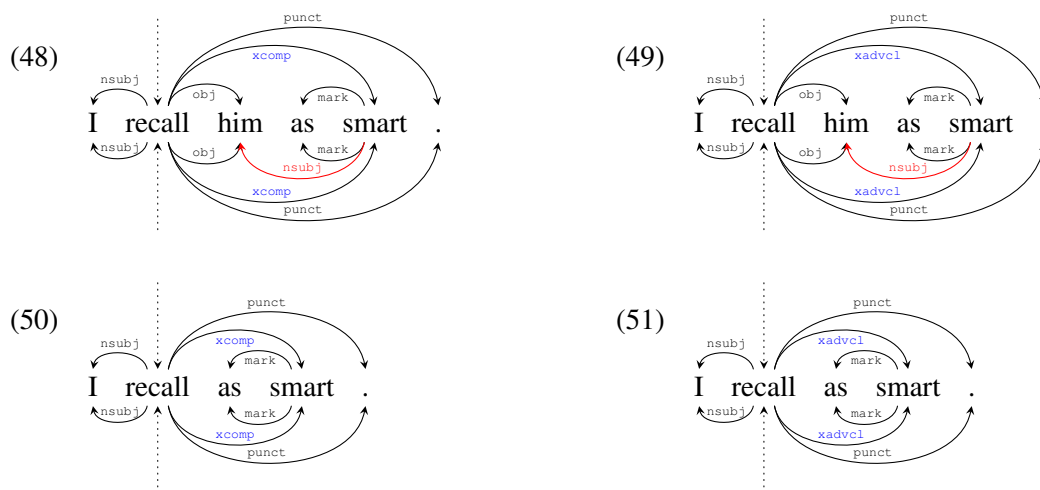 (48)
punct
xcomp
nsubj obj mark
I recall him as smart .
nsubj obj mark
nsubj
xcomp
punct
(49)
punct
xadvcl
nsubj obj mark
I recall him as smart
nsubj obj mark
nsubj
xadvcl
punct
(50)
punct
xcomp
nsubj mark
I recall as smart .
nsubj mark
xcomp
punct
(51)
punct
xadvcl
nsubj mark
I recall as smart .
nsubj mark
xadvcl
punct